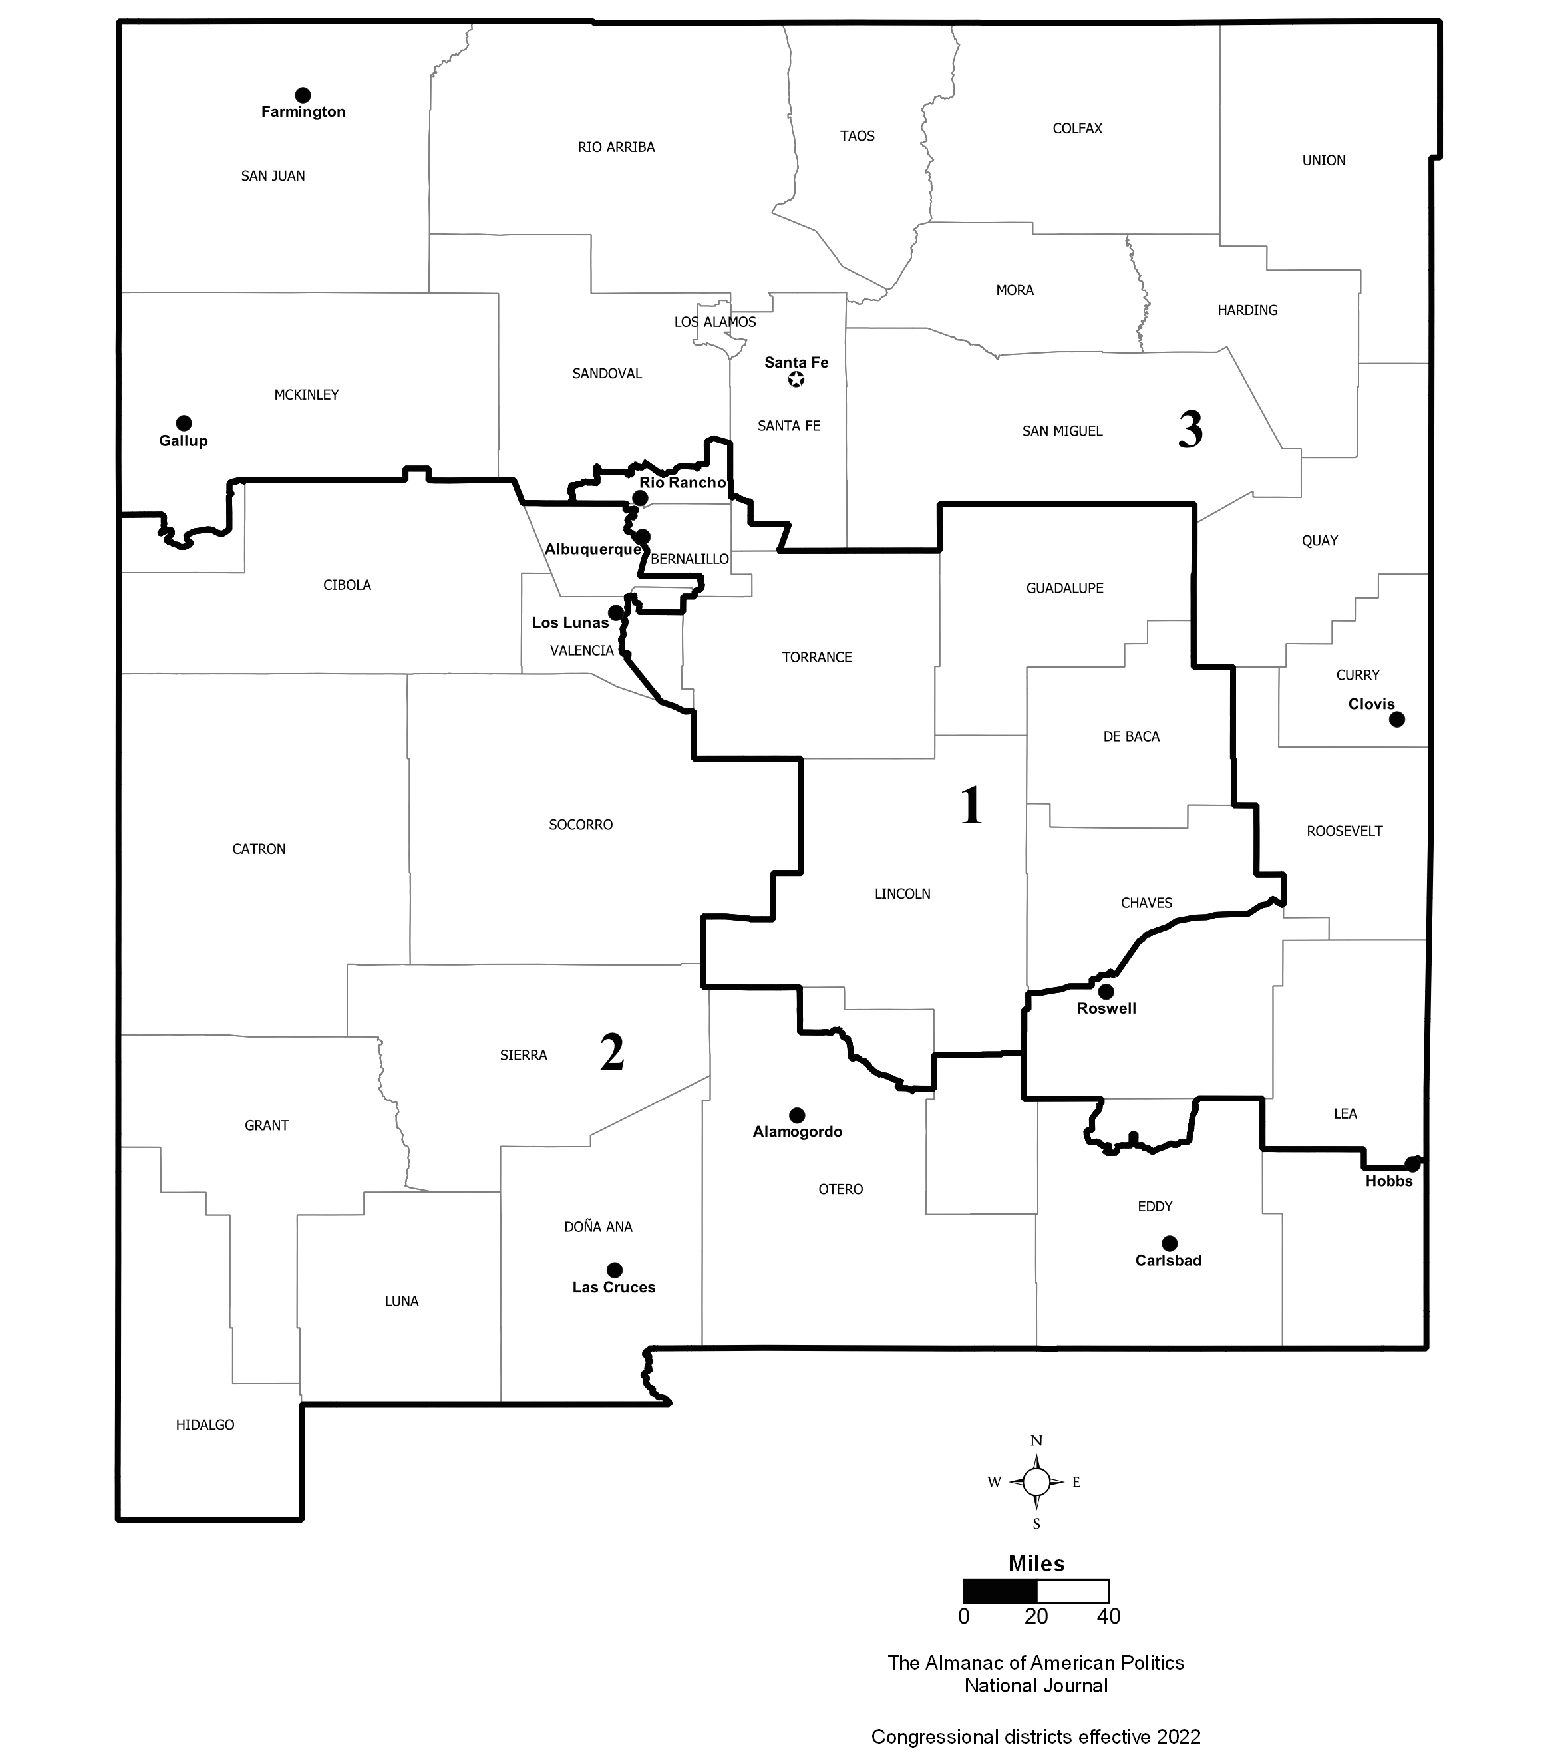 Farmington
SAN JUAN
RIO ARRIBA
TAOS
COLFAX
UNION
MORA
HARDING
LOS ALAMOS
Santa Fe
SANDOVAL
MCKINLEY
Gallup
SANTA FE
SAN MIGUEL
3
Rio Rancho
Albuquerque
BERNALILLO
QUAY
CIBOLA
GUADALUPE
Los Lunas
VALENCIA
TORRANCE
CURRY
Clovis
DE BACA
1
SOCORRO
CATRON
ROOSEVELT
LINCOLN
CHAVES
Roswell
SIERRA
2
GRANT
Alamogordo
LEA
Hobbs
OTERO
EDDY
DOÑA ANA
Carlsbad
Las Cruces
LUNA
HIDALGO
N
W E
S
Miles
0 20 40
The Almanac of American Politics
National Journal
Congressional districts effective 2022